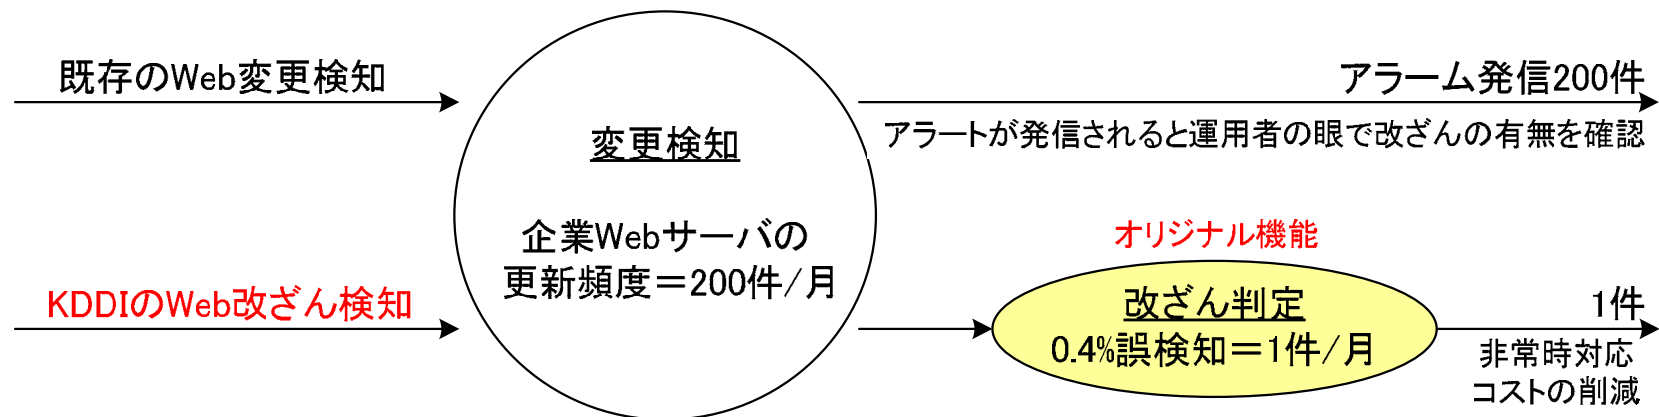 既存のWeb変更検知
アラーム発信200件
アラートが発信されると運用者の眼で改ざんの有無を確認
変更検知
企業Webサーバの
更新頻度＝200件/月
オリジナル機能
KDDIのWeb改ざん検知
改ざん判定
0.4%誤検知＝1件/月
1件
非常時対応
コストの削減